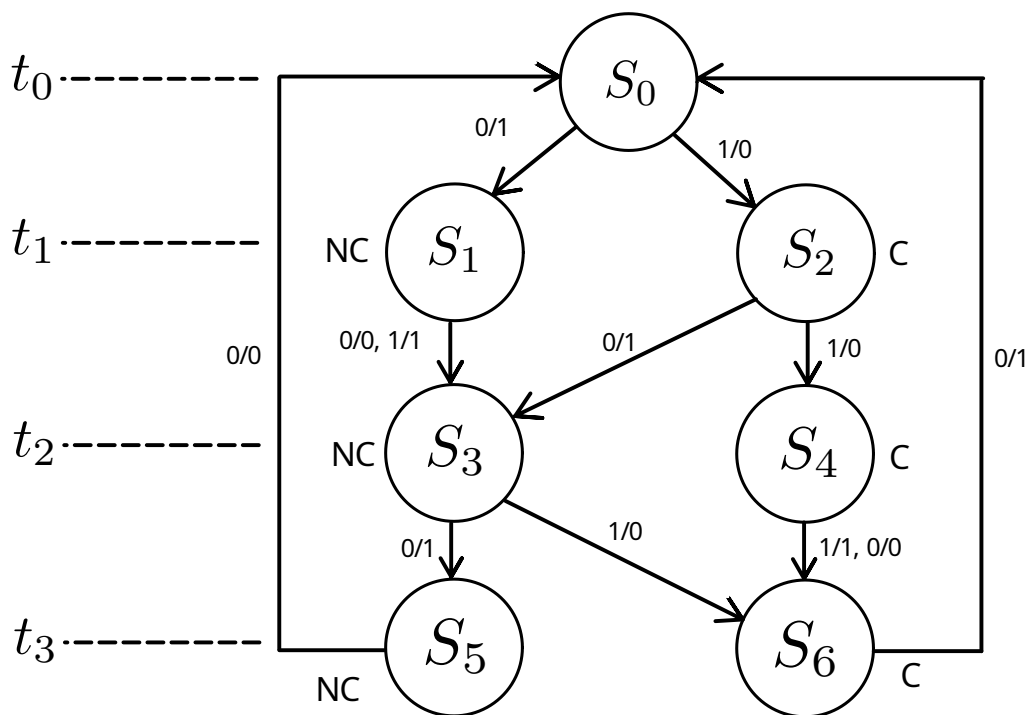 t₀ S₀
0/1 1/0
t₁ NC S₁ S₂ C
0/0 0/0, 1/1 0/1 1/0 0/1
t₂ NC S₃ S₄ C
0/1 1/0 1/1, 0/0
t₃ S₅ S₆
NC C